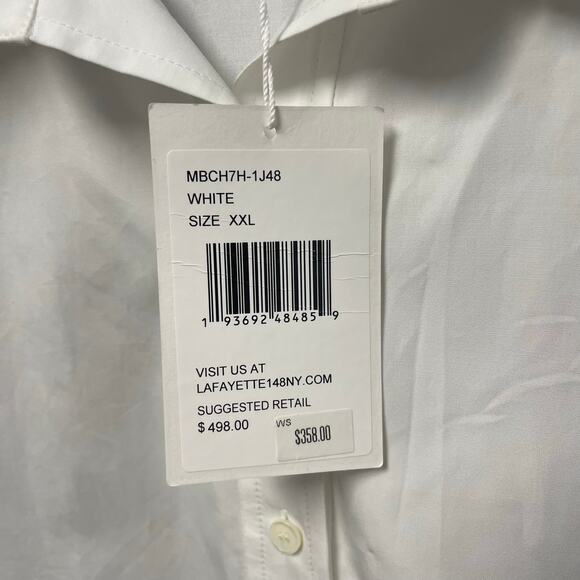 MBCH7H-1J48
WHITE
SIZE XXL
1 93692 48485 9
VISIT US AT
LAFAYETTE148NY.COM
SUGGESTED RETAIL
$ 498.00
WS
$358.00